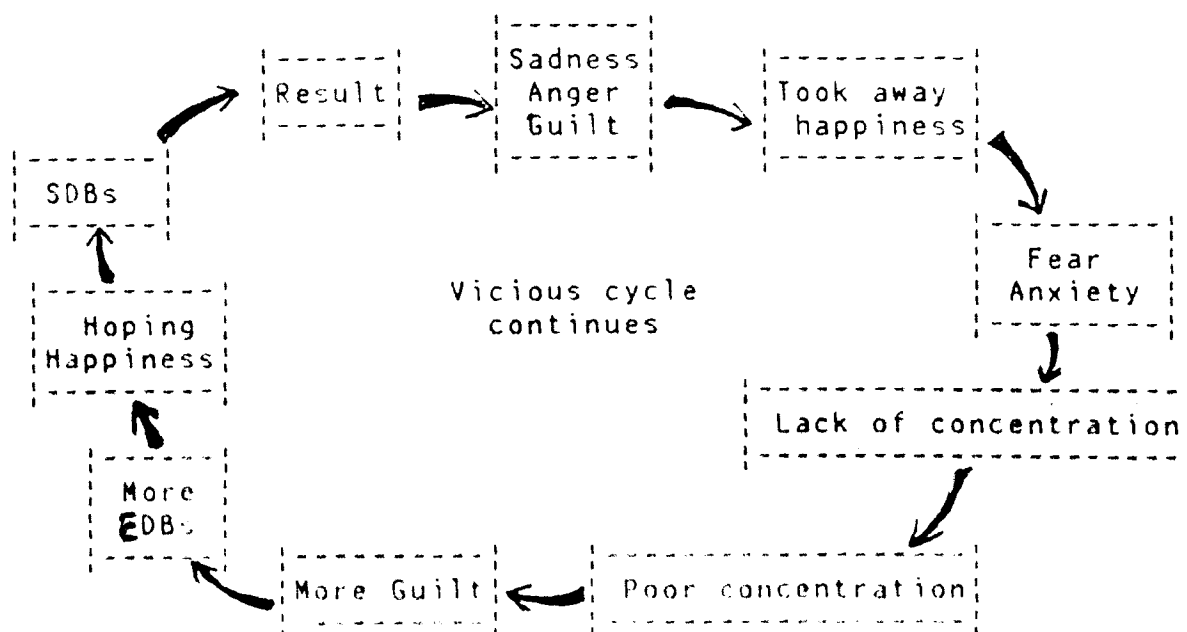 Result
Sadness
Anger
Guilt
Took away
happiness
Fear
Anxiety
Lack of concentration
Poor concentration
More Guilt
More
EDBs
Hoping
Happiness
SDBs
Vicious cycle
continues